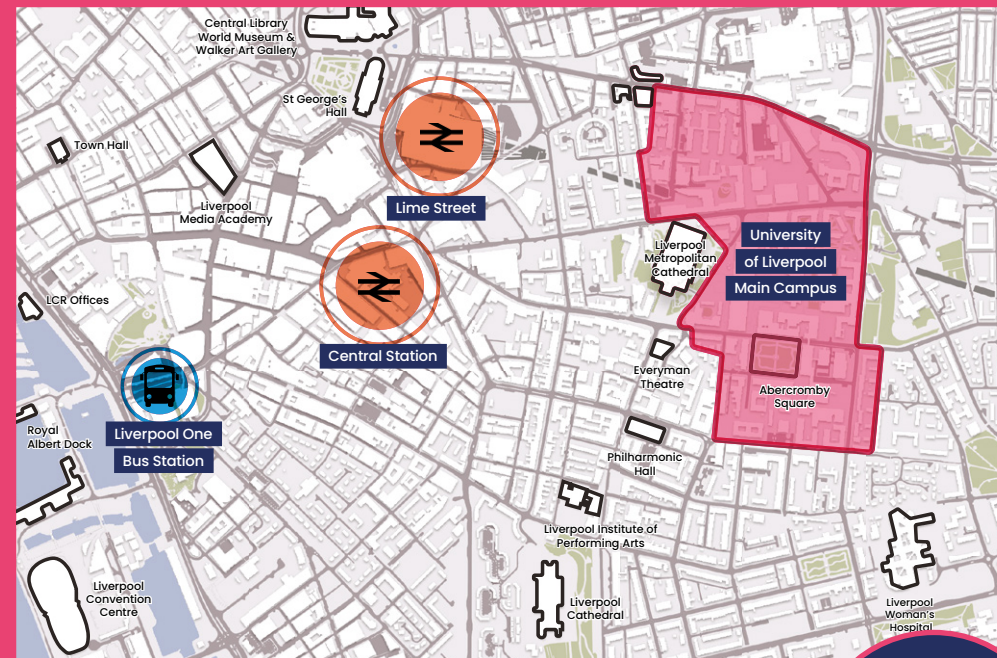 Central Library
World Museum &
Walker Art Gallery
St George's
Hall
Town Hall
Lime Street
Liverpool
Media Academy
Liverpool
Metropolitan
Cathedral
University
of Liverpool
Main Campus
LCR Offices
Central Station
Everyman
Theatre
Abercromby
Square
Royal
Albert Dock
Liverpool One
Bus Station
Philharmonic
Hall
Liverpool Institute of
Performing Arts
Liverpool
Convention
Centre
Liverpool
Cathedral
Liverpool
Woman's
Hospital